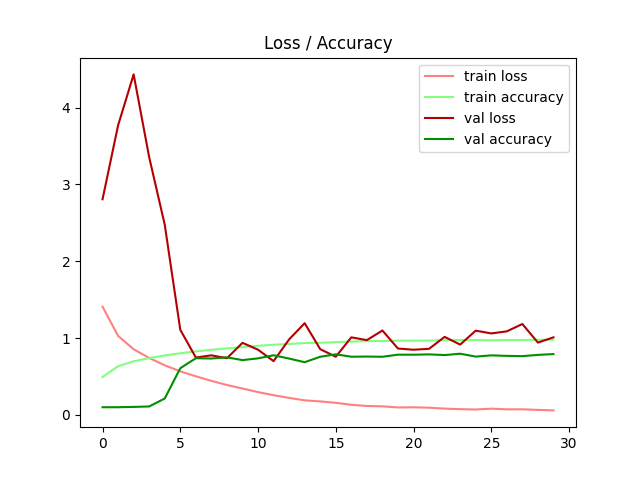 Loss / Accuracy
train loss
train accuracy
val loss
val accuracy
4
3
2
1
0
0 5 10 15 20 25 30